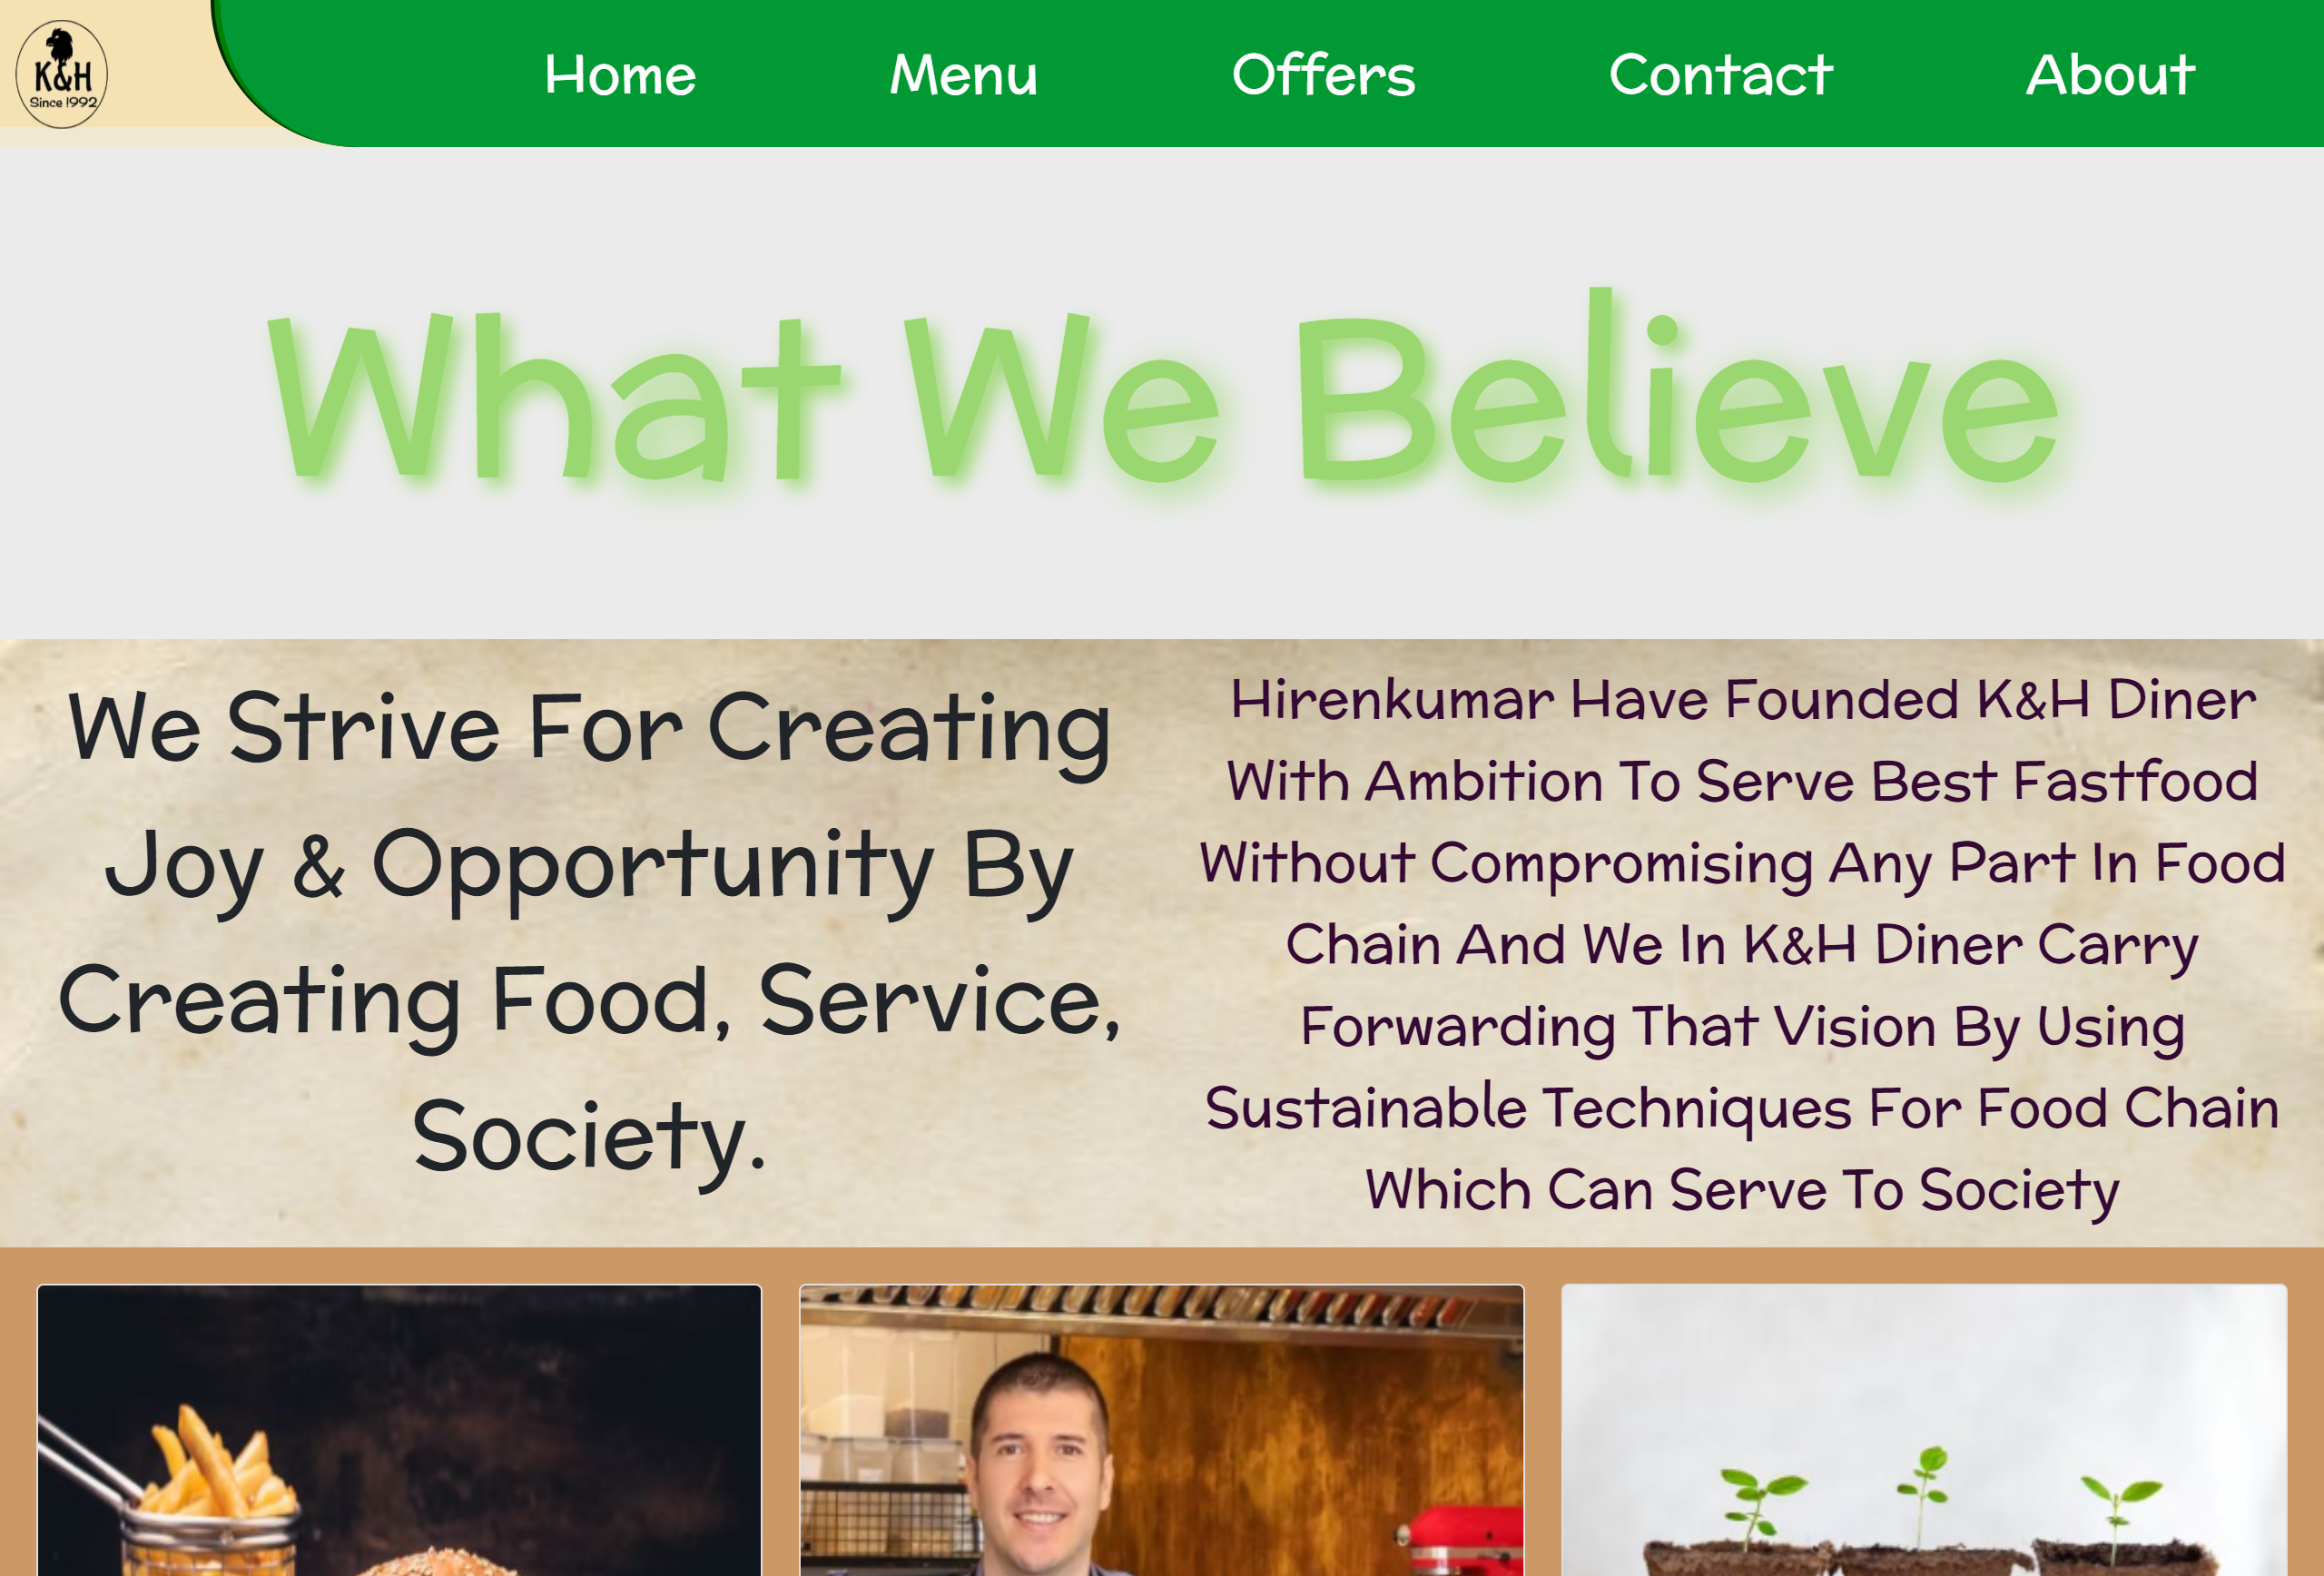 K&H
Since 1992
Home Menu Offers Contact About
What We Believe
We Strive For Creating
Joy & Opportunity By
Creating Food, Service,
Society.
Hirenkumar Have Founded K&H Diner
With Ambition To Serve Best Fastfood
Without Compromising Any Part In Food
Chain And We In K&H Diner Carry
Forwarding That Vision By Using
Sustainable Techniques For Food Chain
Which Can Serve To Society